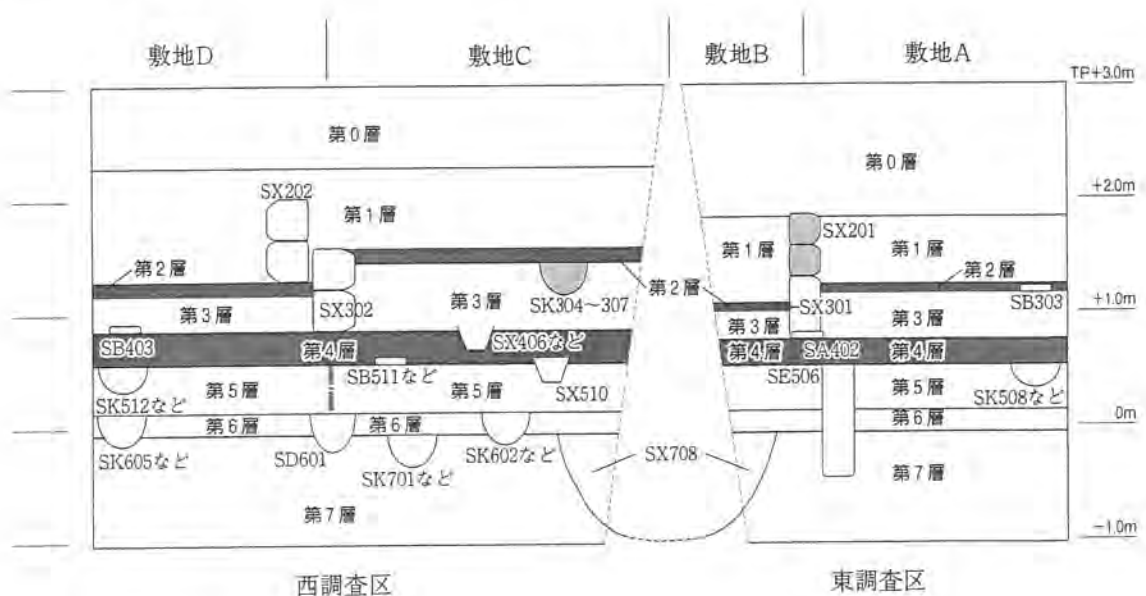 敷地D
敷地C
敷地B
敷地A
TP+3.0m
第0層
第0層
+2.0m
SX202
第1層
SX201
第1層
第1層
第2層
第2層
第2層
SX302
第3層
SK304～307
SX301
SB303
+1.0m
第3層
第3層
第3層
SB403
第4層
SX406など
第4層
SA402
第4層
SB511など
SE506
第5層
第5層
SX510
第5層
SK512など
SK508など
第6層
第6層
第6層
0m
SK605など
SD601
SK602など
SX708
SK701など
第7層
第7層
-1.0m
西調査区
東調査区